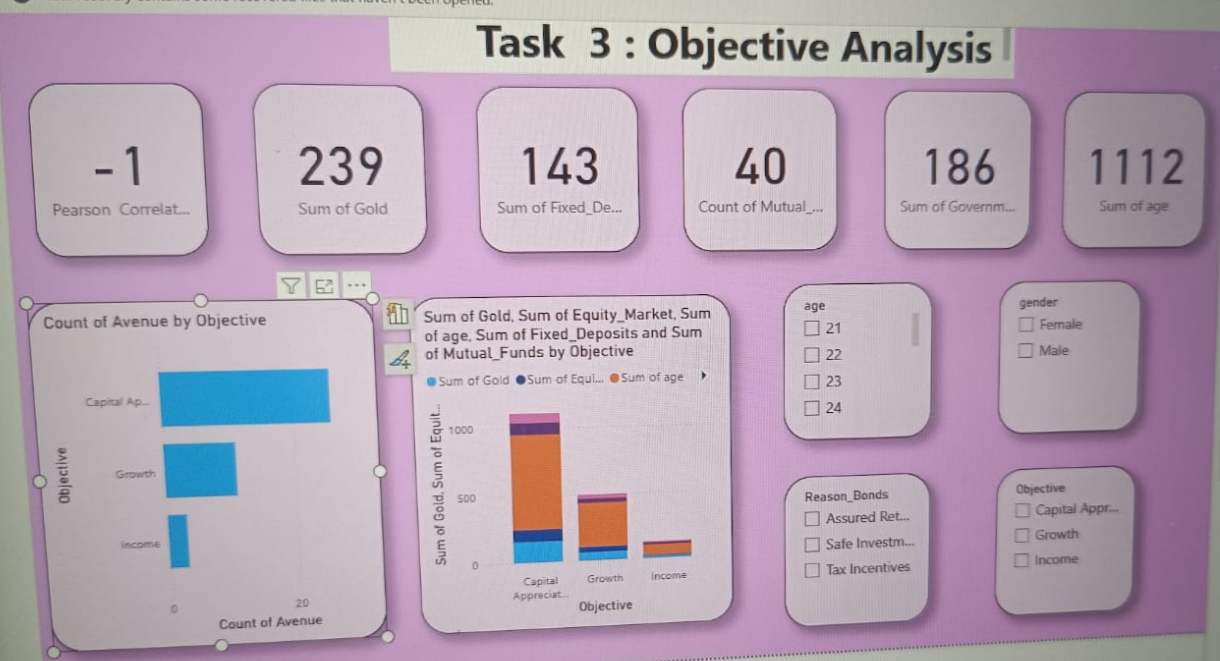 Task 3 : Objective Analysis
-1
Pearson Correlat...
239
Sum of Gold
143
Sum of Fixed_De...
40
Count of Mutual_...
186
Sum of Governm...
1112
Sum of age
Count of Avenue by Objective
Objective
Capital Ap...
Growth
Income
0
20
Count of Avenue
Sum of Gold, Sum of Equity_Market, Sum
of age, Sum of Fixed_Deposits and Sum
of Mutual_Funds by Objective
Sum of Gold
Sum of Equi...
Sum of age
Sum of Gold, Sum of Equit...
1000
500
0
Capital
Appreciat...
Growth
Income
Objective
age
21
22
23
24
gender
Female
Male
Reason_Bonds
Assured Ret...
Safe Investm...
Tax Incentives
Objective
Capital Appr...
Growth
Income